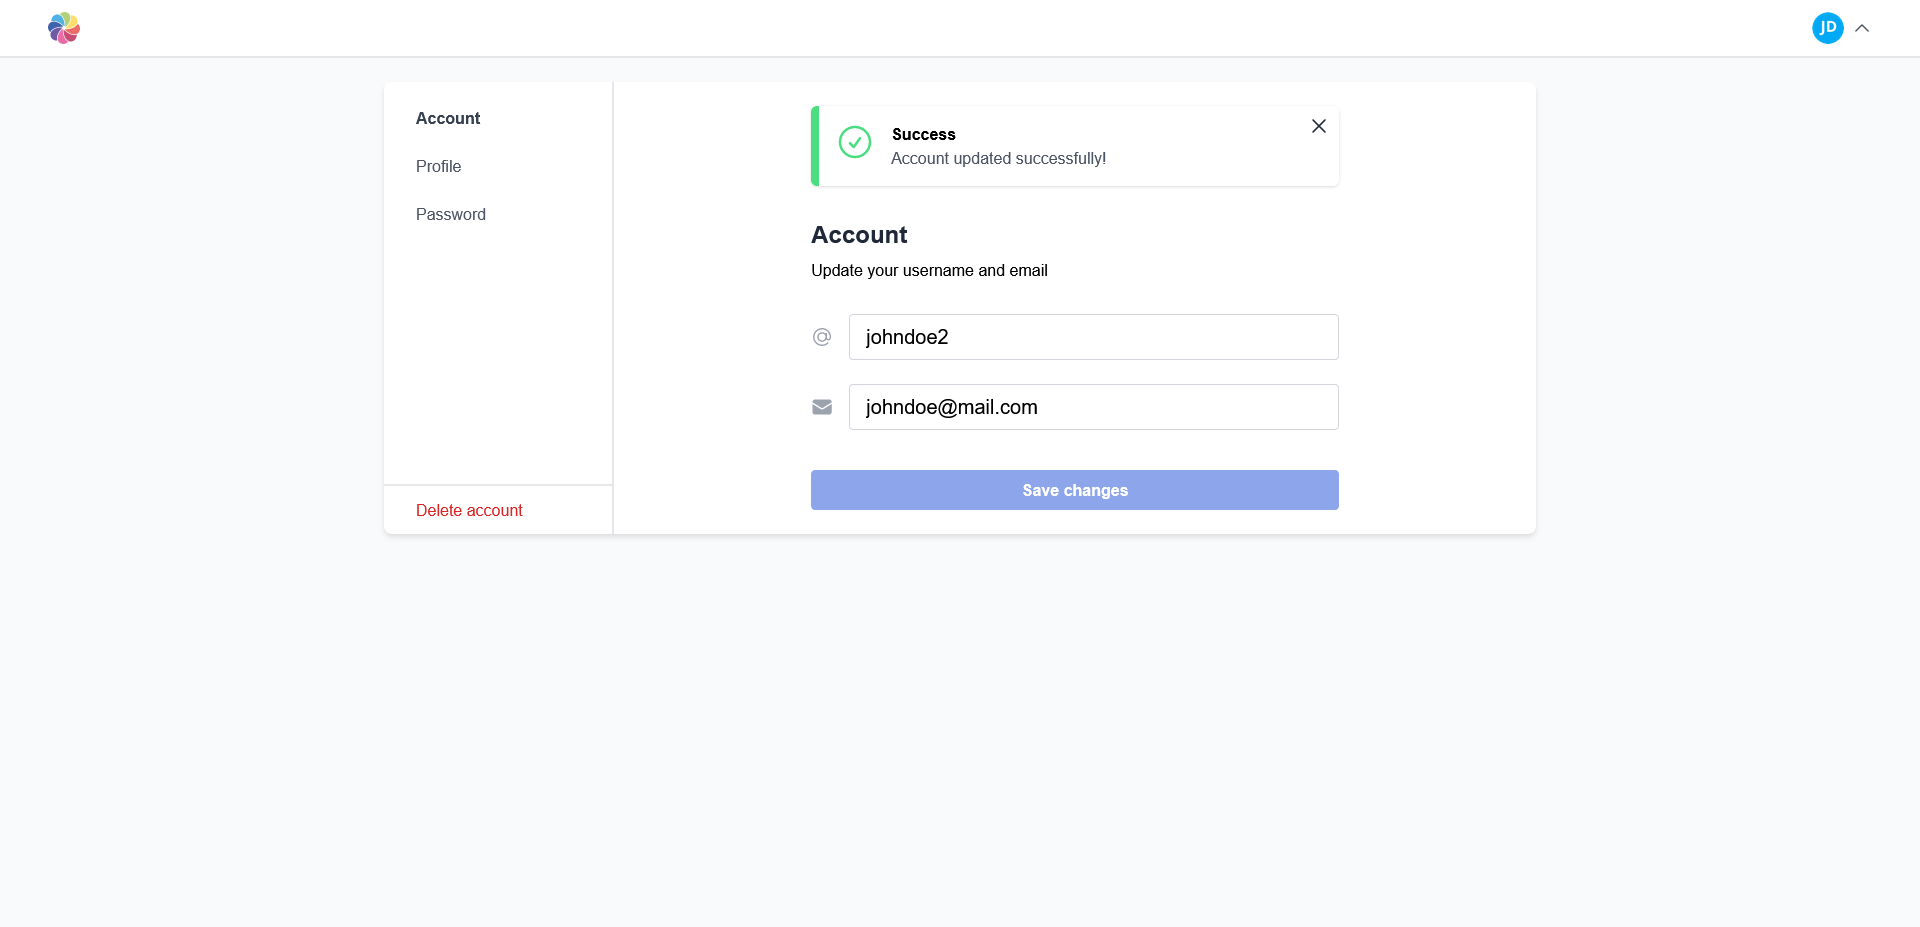 JD
Account
Profile
Password
Delete account
Success
Account updated successfully!
Account
Update your username and email
@
johndoe2
johndoe@mail.com
Save changes